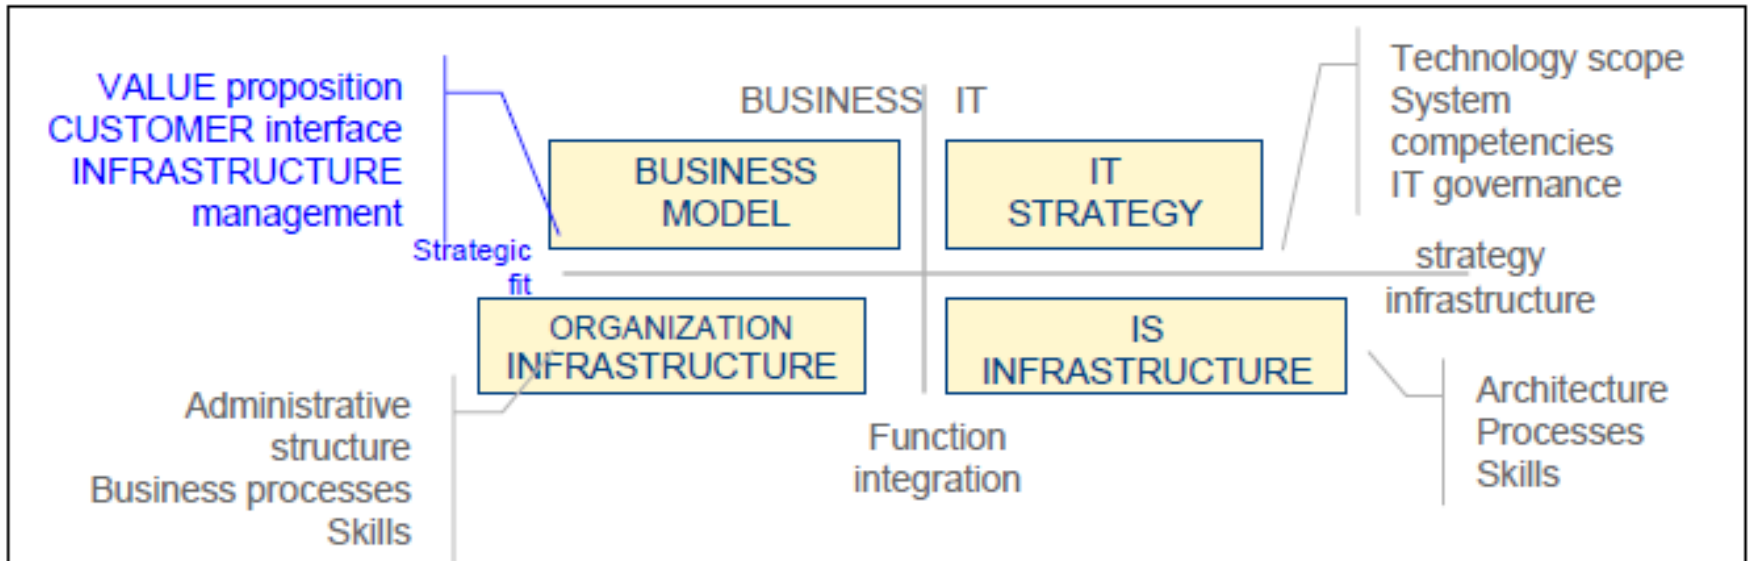 VALUE proposition
CUSTOMER interface
INFRASTRUCTURE
management
BUSINESS
IT
Technology scope
System
competencies
IT governance
BUSINESS
MODEL
IT
STRATEGY
Strategic
fit
strategy
infrastructure
ORGANIZATION
INFRASTRUCTURE
IS
INFRASTRUCTURE
Administrative
structure
Business processes
Skills
Function
integration
Architecture
Processes
Skills